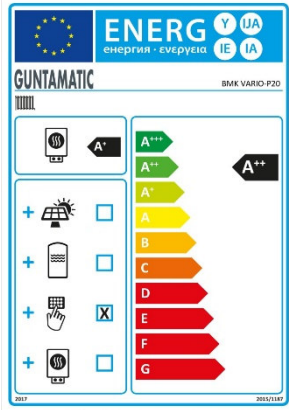 ENERG Y IJA
енергия · ενεργεια IE IA
GUNTAMATIC
BMK VARIO-P20
A+
A+++
A++
A++
A+
A
B
C
D
E
F
G
+
+
+ X
+
2017 2015/1187